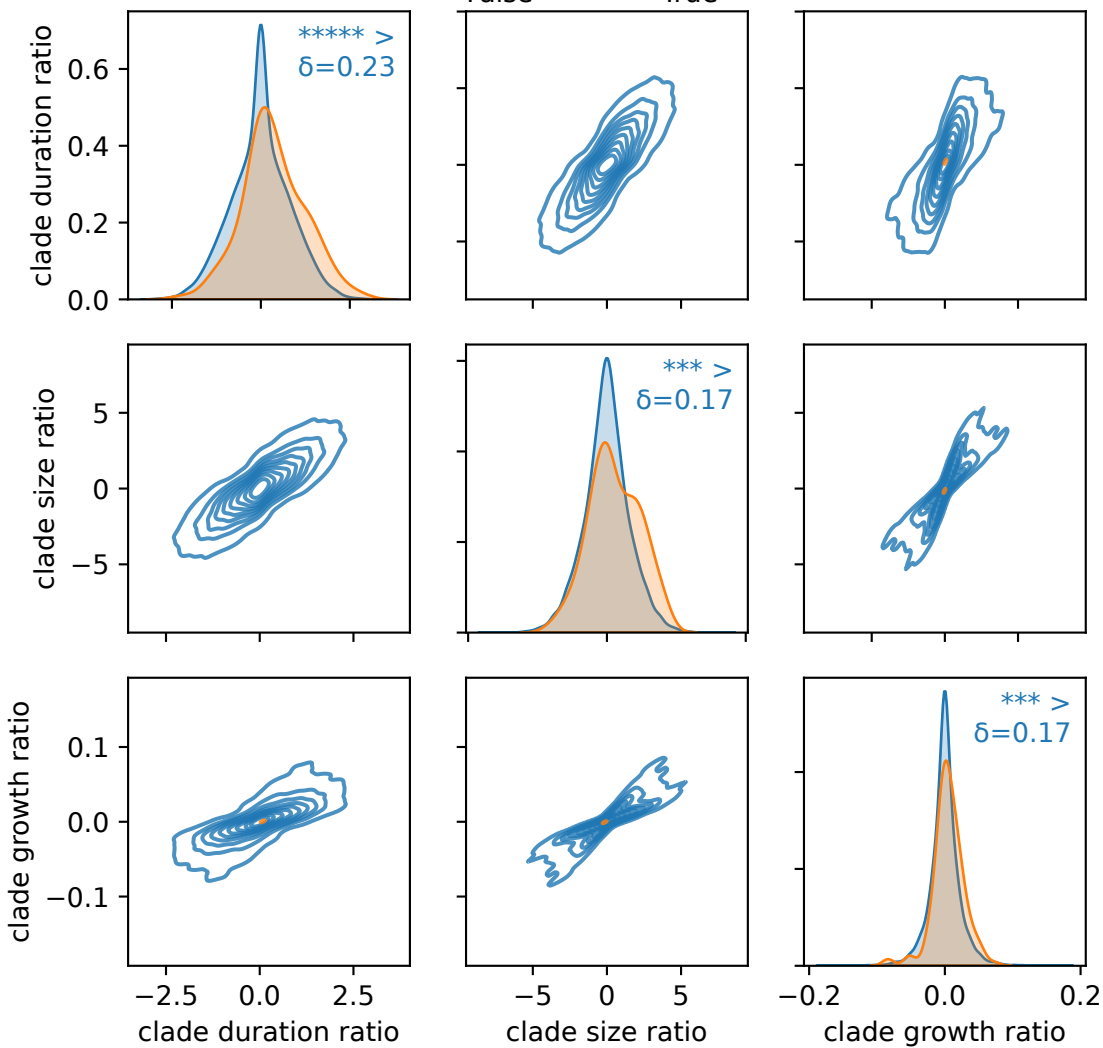 True
clade duration ratio
0.6
0.4
0.2
0.0
***** >
δ=0.23
clade size ratio
5
0
−5
*** >
δ=0.17
clade growth ratio
0.1
0.0
−0.1
*** >
δ=0.17
−2.5 0.0 2.5
−5 0 5
−0.2 0.0 0.2
clade duration ratio
clade size ratio
clade growth ratio